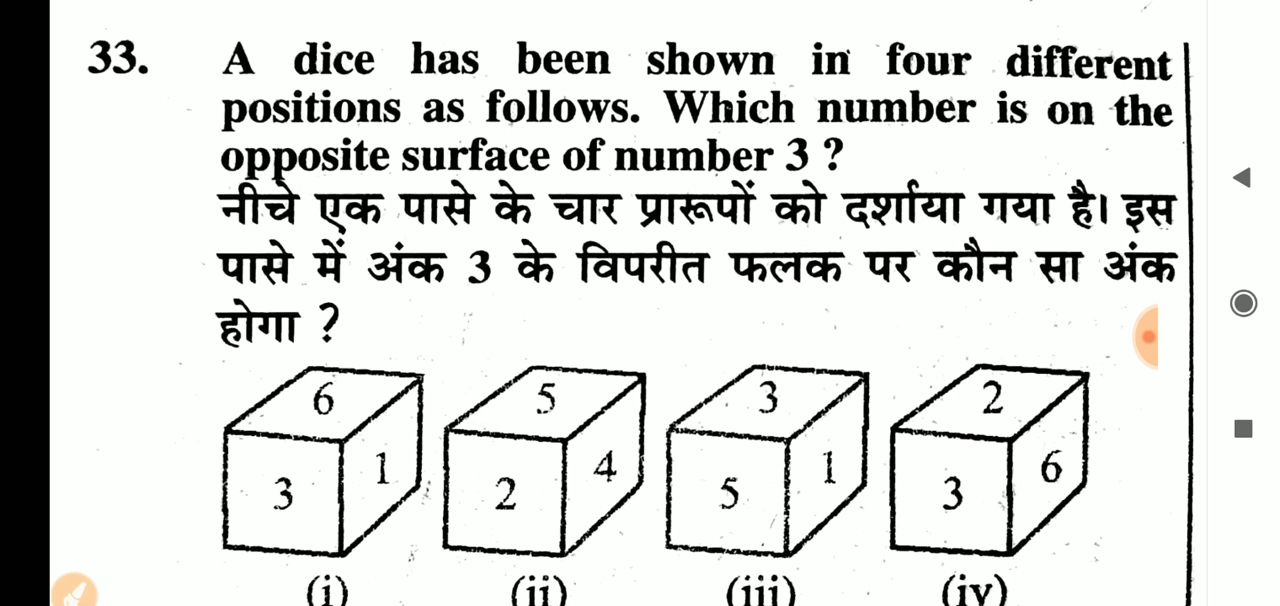 33. A dice has been shown in four different
positions as follows. Which number is on the
opposite surface of number 3 ?
नीचे एक पासे के चार प्रारूपों को दर्शाया गया है। इस
पासे में अंक 3 के विपरीत फलक पर कौन सा अंक
होगा ?
6 5 3 2
3 1 2 4 5 1 3 6
(i) (ii) (iii) (iv)